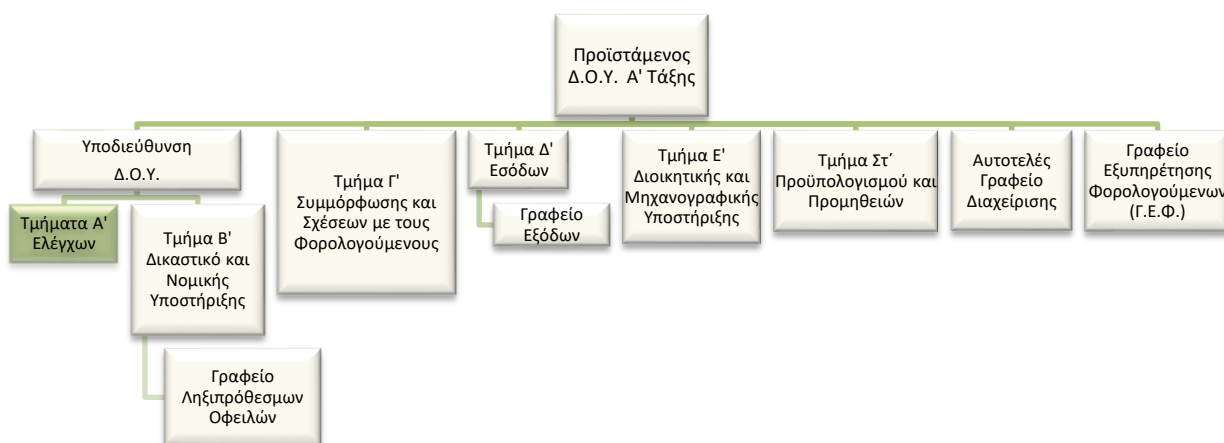 Προϊστάμενος
Δ.Ο.Υ. Α' Τάξης
Υποδιεύθυνση
Δ.Ο.Υ.
Τμήματα Α'
Ελέγχων
Τμήμα Β'
Δικαστικό και
Νομικής
Υποστήριξης
Γραφείο
Ληξιπρόθεσμων
Οφειλών
Τμήμα Γ'
Συμμόρφωσης και
Σχέσεων με τους
Φορολογούμενους
Τμήμα Δ'
Εσόδων
Γραφείο
Εξόδων
Τμήμα Ε'
Διοικητικής και
Μηχανογραφικής
Υποστήριξης
Τμήμα Στ΄
Προϋπολογισμού και
Προμηθειών
Αυτοτελές
Γραφείο
Διαχείρισης
Γραφείο
Εξυπηρέτησης
Φορολογούμενων
(Γ.Ε.Φ.)